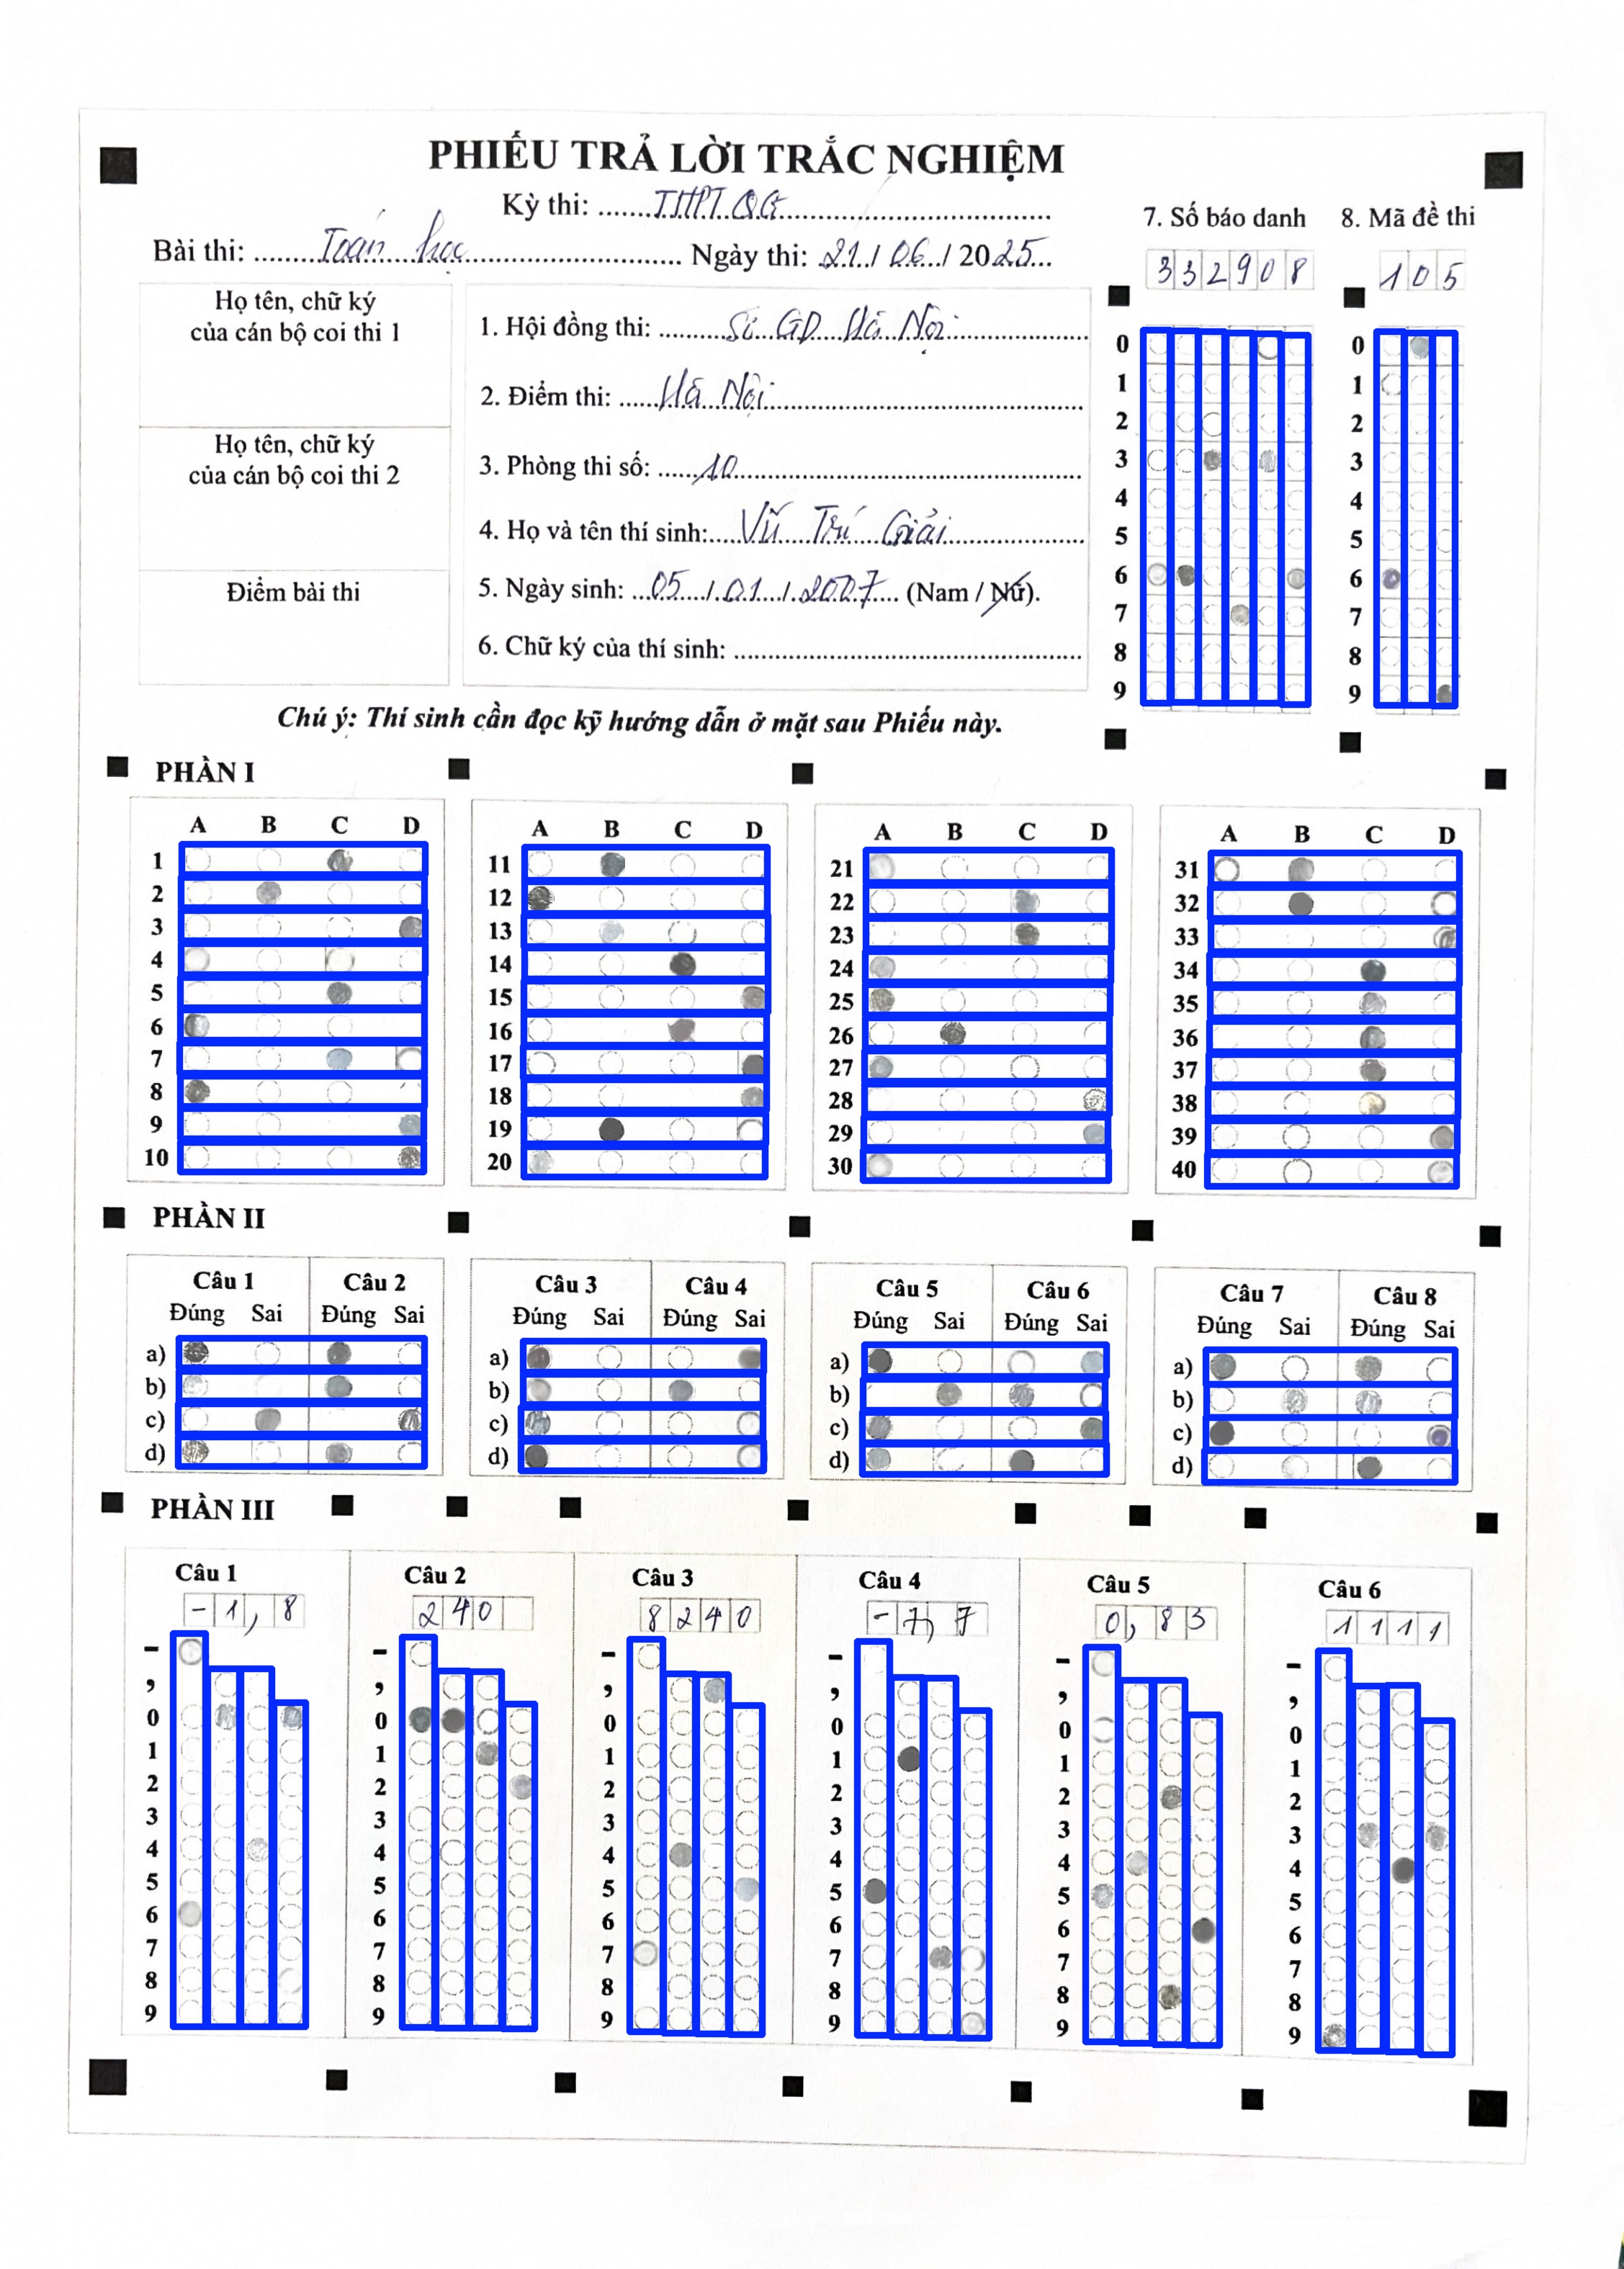 PHIẾU TRẢ LỜI TRẮC NGHIỆM
Kỳ thi: THPT QG
Bài thi: Toán học Ngày thi: 21 / 06 / 2025
7. Số báo danh 8. Mã đề thi
332908 105
Họ tên, chữ ký
của cán bộ coi thi 1
Họ tên, chữ ký
của cán bộ coi thi 2
Điểm bài thi
1. Hội đồng thi: Sở GD Hà Nội
2. Điểm thi: Hà Nội
3. Phòng thi số: 10
4. Họ và tên thí sinh: Vũ Trí Giải
5. Ngày sinh: 05 / 01 / 2007 (Nam / Nữ).
6. Chữ ký của thí sinh:
0 0
1 1
2 2
3 3
4 4
5 5
6 6
7 7
8 8
9 9
Chú ý: Thí sinh cần đọc kỹ hướng dẫn ở mặt sau Phiếu này.
PHẦN I
A B C D A B C D A B C D A B C D
1 11 21 31
2 12 22 32
3 13 23 33
4 14 24 34
5 15 25 35
6 16 26 36
7 17 27 37
8 18 28 38
9 19 29 39
10 20 30 40
PHẦN II
Câu 1 Câu 2 Câu 3 Câu 4 Câu 5 Câu 6 Câu 7 Câu 8
Đúng Sai Đúng Sai Đúng Sai Đúng Sai Đúng Sai Đúng Sai Đúng Sai Đúng Sai
a) a) a) a)
b) b) b) b)
c) c) c) c)
d) d) d) d)
PHẦN III
Câu 1 Câu 2 Câu 3 Câu 4 Câu 5 Câu 6
-1,8 240 8240 -7,7 0,83 1111
- - - - - -
, , , , , ,
0 0 0 0 0 0
1 1 1 1 1 1
2 2 2 2 2 2
3 3 3 3 3 3
4 4 4 4 4 4
5 5 5 5 5 5
6 6 6 6 6 6
7 7 7 7 7 7
8 8 8 8 8 8
9 9 9 9 9 9